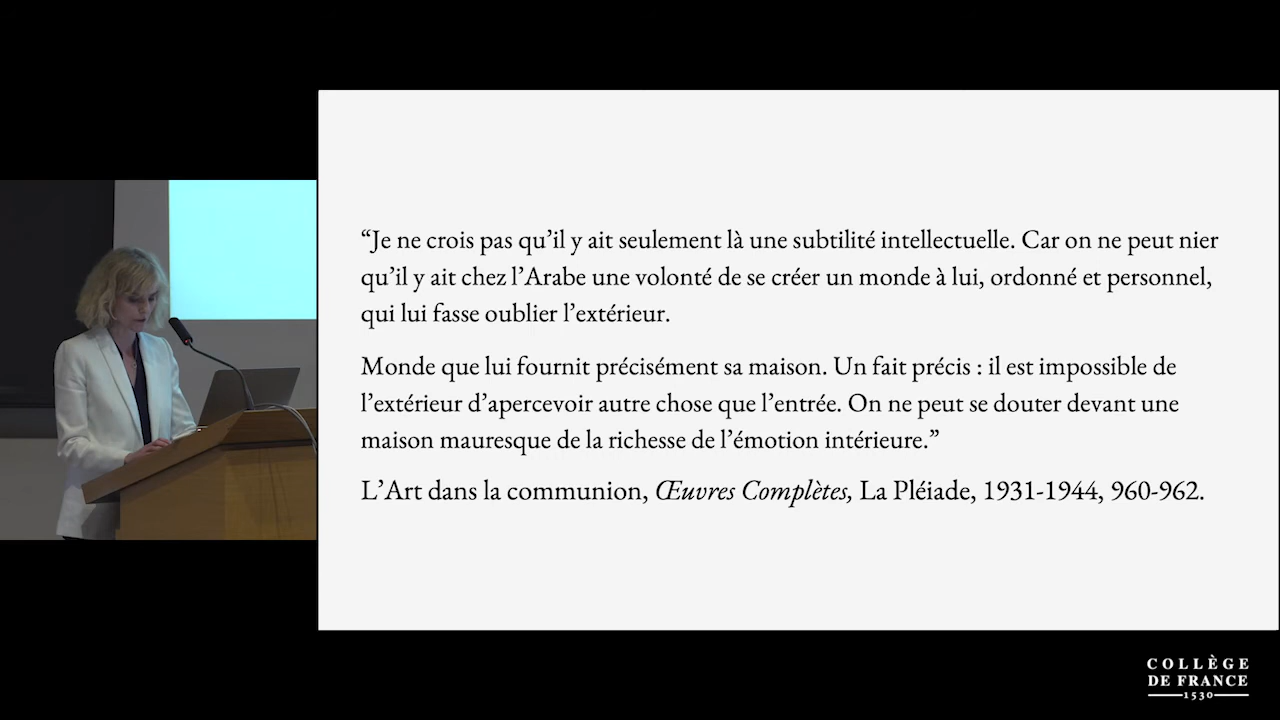 “Je ne crois pas qu’il y ait seulement là une subtilité intellectuelle. Car on ne peut nier
qu’il y ait chez l’Arabe une volonté de se créer un monde à lui, ordonné et personnel,
qui lui fasse oublier l’extérieur.
Monde que lui fournit précisément sa maison. Un fait précis : il est impossible de
l’extérieur d’apercevoir autre chose que l’entrée. On ne peut se douter devant une
maison mauresque de la richesse de l’émotion intérieure.”
L’Art dans la communion, Œuvres Complètes, La Pléiade, 1931-1944, 960-962.
COLLÈGE
DE FRANCE
1530